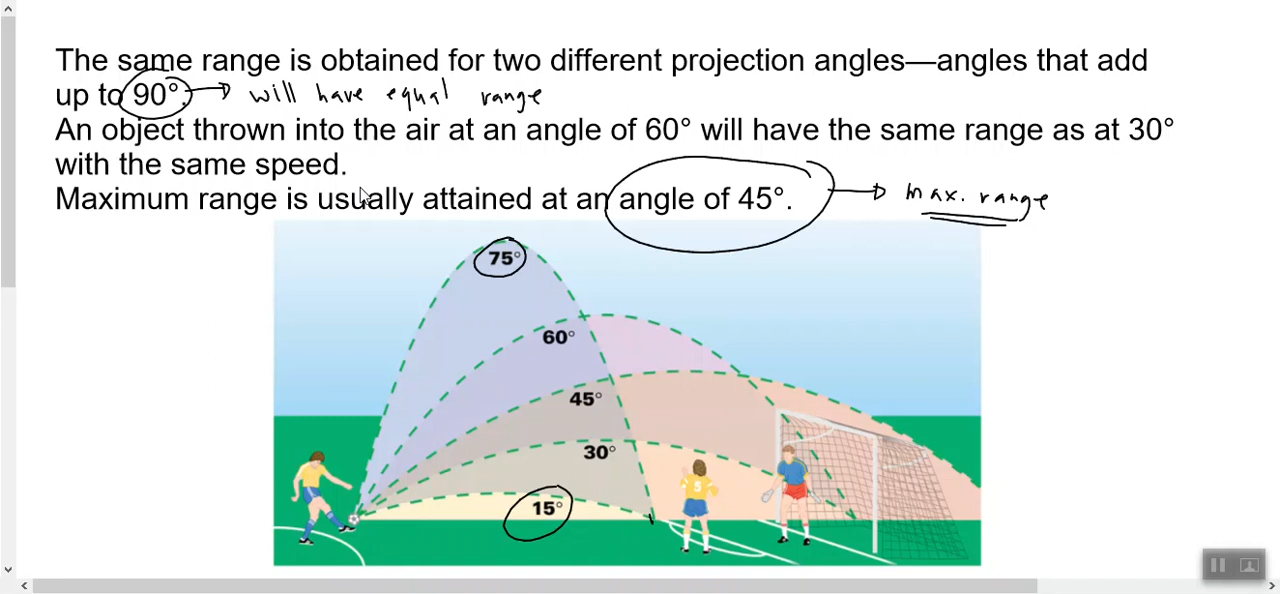 The same range is obtained for two different projection angles—angles that add
up to 90°. → will have equal range
An object thrown into the air at an angle of 60° will have the same range as at 30°
with the same speed.
Maximum range is usually attained at an angle of 45°. → max. range
75°
60°
45°
30°
15°
5